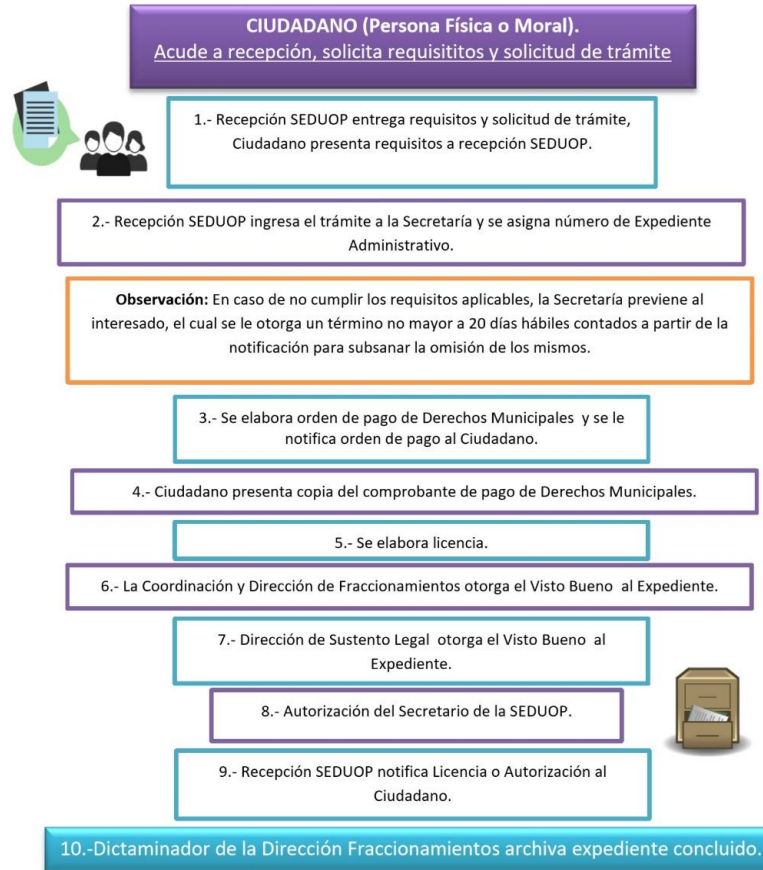 CIUDADANO (Persona Física o Moral).
Acude a recepción, solicita requisititos y solicitud de trámite
1.- Recepción SEDUOP entrega requisitos y solicitud de trámite,
Ciudadano presenta requisitos a recepción SEDUOP.
2.- Recepción SEDUOP ingresa el trámite a la Secretaría y se asigna número de Expediente
Administrativo.
Observación: En caso de no cumplir los requisitos aplicables, la Secretaría previene al
interesado, el cual se le otorga un término no mayor a 20 días hábiles contados a partir de la
notificación para subsanar la omisión de los mismos.
3.- Se elabora orden de pago de Derechos Municipales y se le
notifica orden de pago al Ciudadano.
4.- Ciudadano presenta copia del comprobante de pago de Derechos Municipales.
5.- Se elabora licencia.
6.- La Coordinación y Dirección de Fraccionamientos otorga el Visto Bueno al Expediente.
7.- Dirección de Sustento Legal otorga el Visto Bueno al
Expediente.
8.- Autorización del Secretario de la SEDUOP.
9.- Recepción SEDUOP notifica Licencia o Autorización al
Ciudadano.
10.-Dictaminador de la Dirección Fraccionamientos archiva expediente concluido.